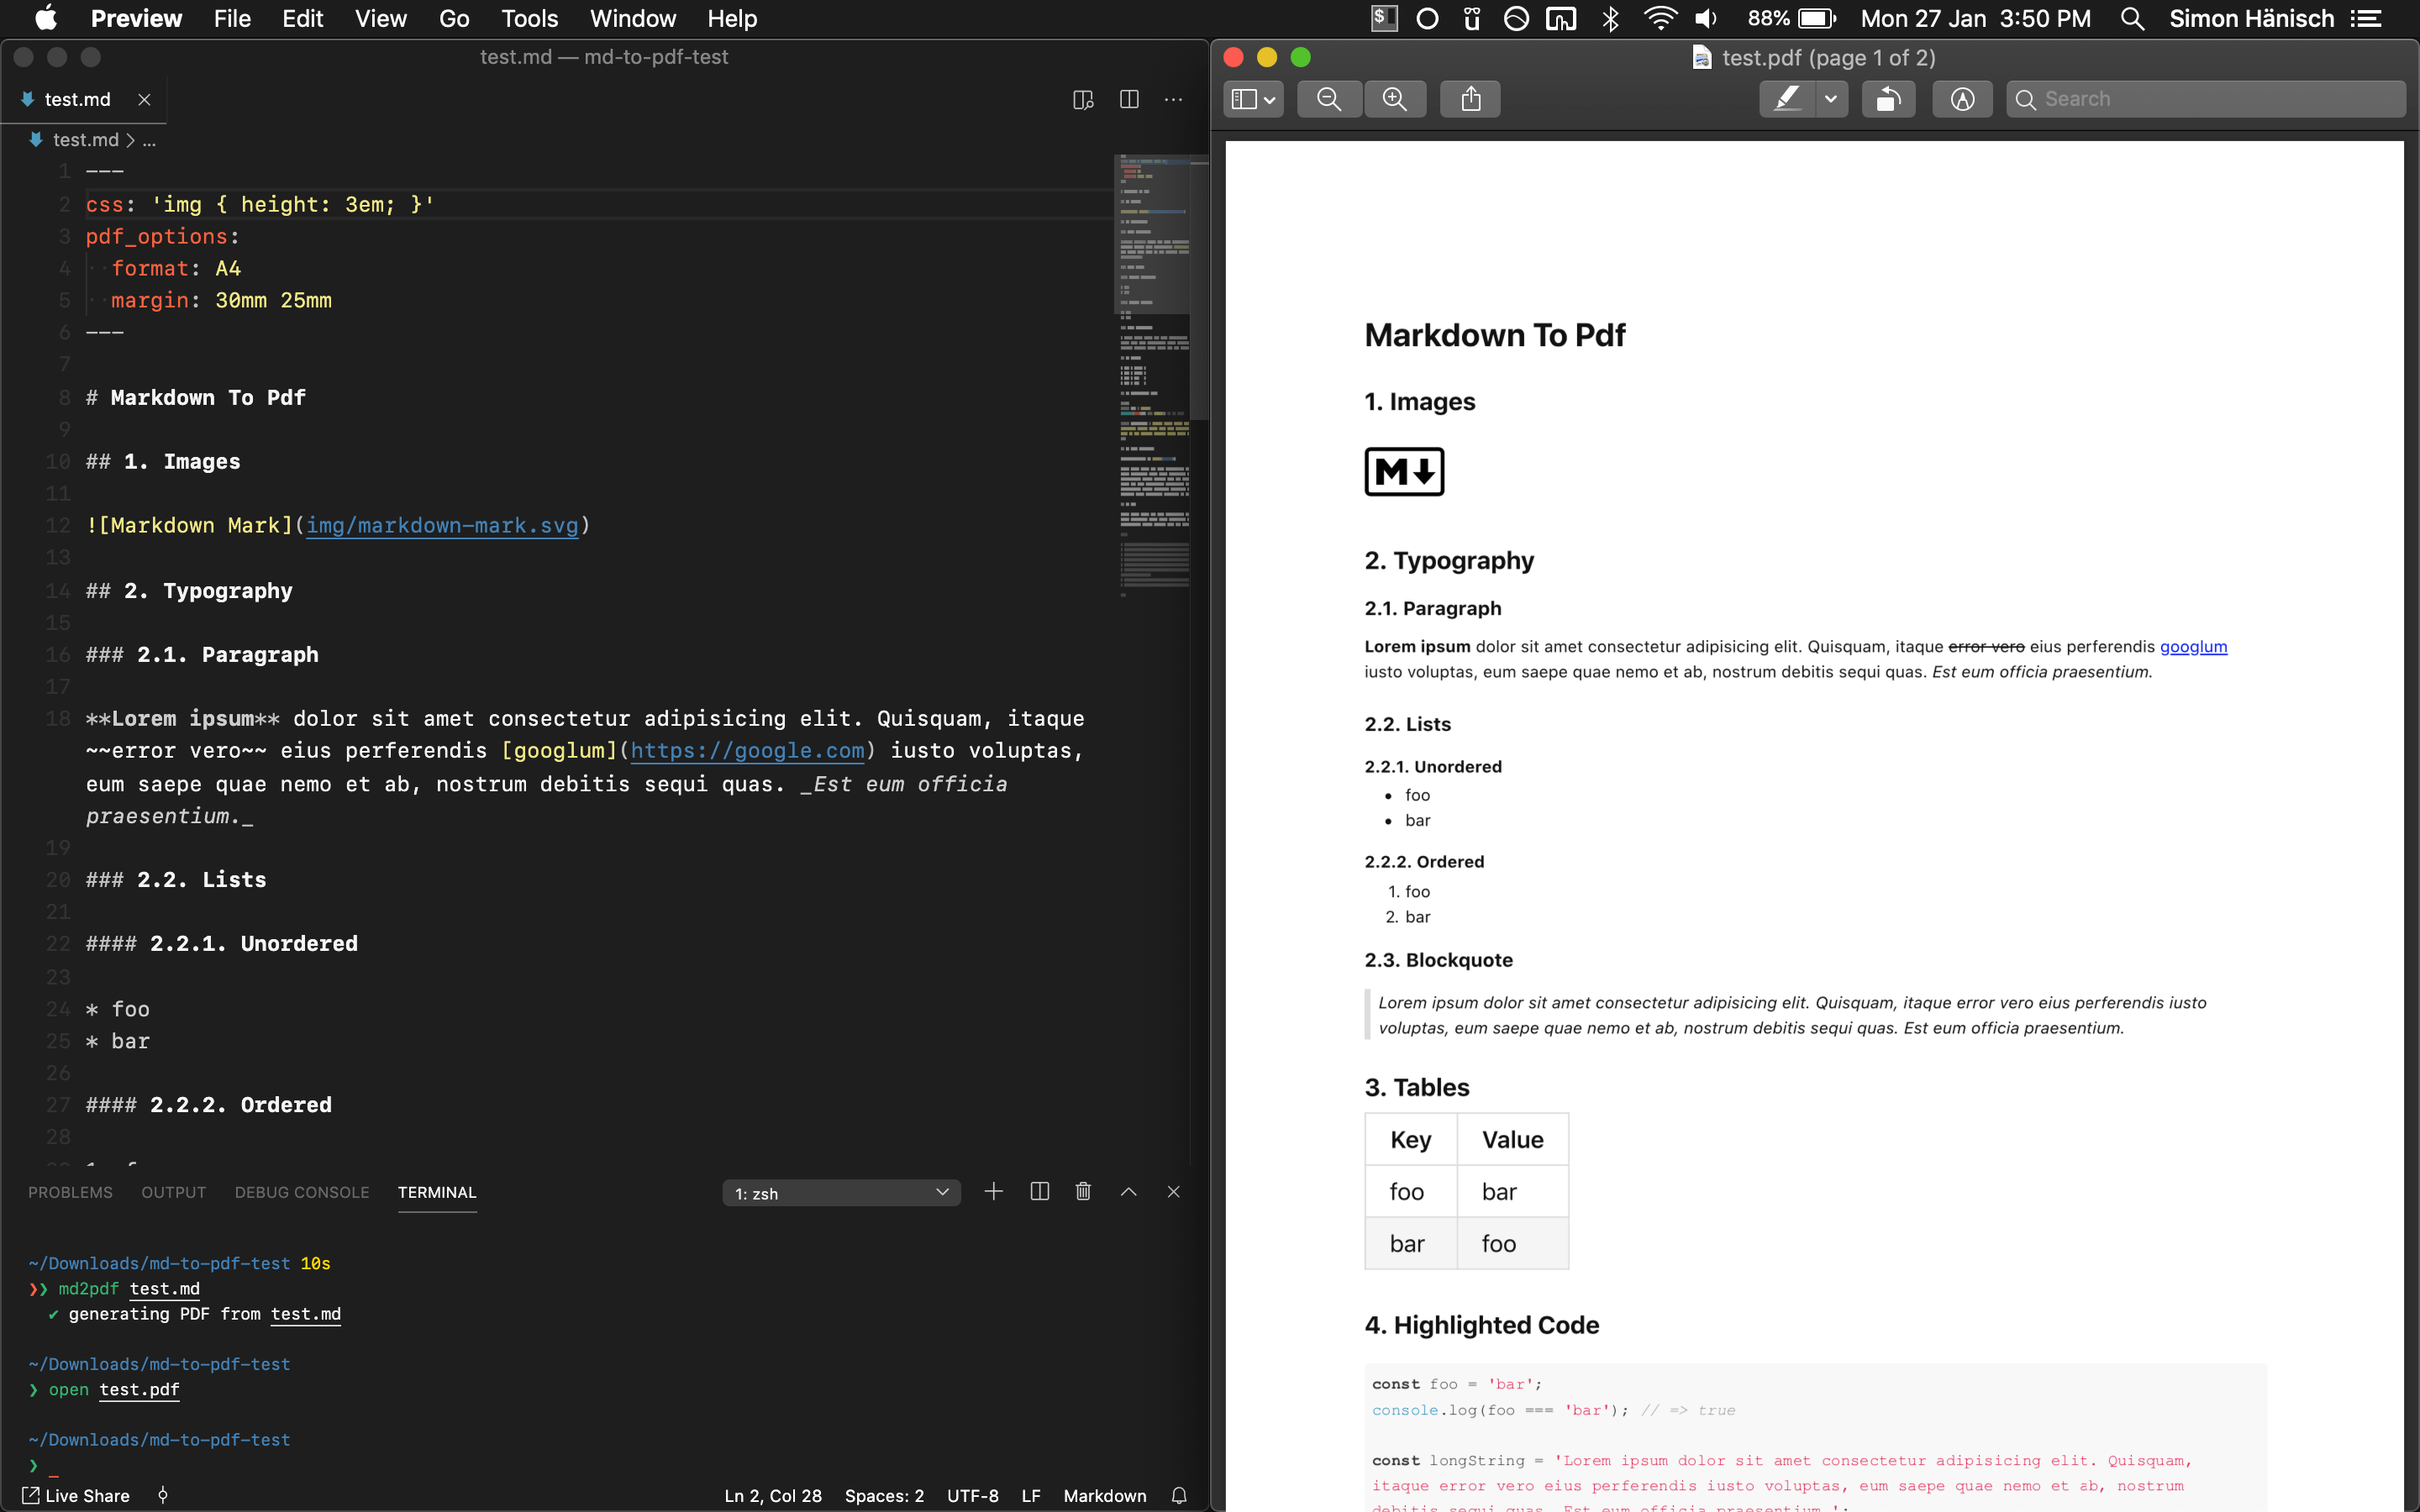 Preview File Edit View Go Tools Window Help
88% Mon 27 Jan 3:50 PM Simon Hänisch
test.md — md-to-pdf-test
test.md
test.md > ...
1 ---
2 css: 'img { height: 3em; }'
3 pdf_options:
4 format: A4
5 margin: 30mm 25mm
6 ---
7
8 # Markdown To Pdf
9
10 ## 1. Images
11
12 ![Markdown Mark](img/markdown-mark.svg)
13
14 ## 2. Typography
15
16 ### 2.1. Paragraph
17
18 **Lorem ipsum** dolor sit amet consectetur adipisicing elit. Quisquam, itaque
~~error vero~~ eius perferendis [googlum](https://google.com) iusto voluptas,
eum saepe quae nemo et ab, nostrum debitis sequi quas. _Est eum officia
praesentium._
19
20 ### 2.2. Lists
21
22 #### 2.2.1. Unordered
23
24 * foo
25 * bar
26
27 #### 2.2.2. Ordered
28
PROBLEMS OUTPUT DEBUG CONSOLE TERMINAL
1: zsh
~/Downloads/md-to-pdf-test 10s
❯❯ md2pdf test.md
✔ generating PDF from test.md
~/Downloads/md-to-pdf-test
❯ open test.pdf
~/Downloads/md-to-pdf-test
❯ _
Live Share
Ln 2, Col 28 Spaces: 2 UTF-8 LF Markdown
test.pdf (page 1 of 2)
Search
Markdown To Pdf
1. Images
M
2. Typography
2.1. Paragraph
Lorem ipsum dolor sit amet consectetur adipisicing elit. Quisquam, itaque error vero eius perferendis googlum
iusto voluptas, eum saepe quae nemo et ab, nostrum debitis sequi quas. Est eum officia praesentium.
2.2. Lists
2.2.1. Unordered
• foo
• bar
2.2.2. Ordered
1. foo
2. bar
2.3. Blockquote
Lorem ipsum dolor sit amet consectetur adipisicing elit. Quisquam, itaque error vero eius perferendis iusto
voluptas, eum saepe quae nemo et ab, nostrum debitis sequi quas. Est eum officia praesentium.
3. Tables
Key Value
foo bar
bar foo
4. Highlighted Code
const foo = 'bar';
console.log(foo === 'bar'); // => true
const longString = 'Lorem ipsum dolor sit amet consectetur adipisicing elit. Quisquam,
itaque error vero eius perferendis iusto voluptas, eum saepe quae nemo et ab, nostrum
debitis sequi quas. Est eum officia praesentium.';